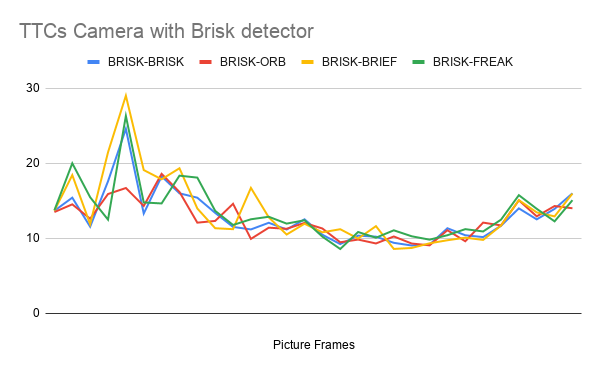 TTCs Camera with Brisk detector
BRISK-BRISK BRISK-ORB BRISK-BRIEF BRISK-FREAK
30
20
10
0
Picture Frames